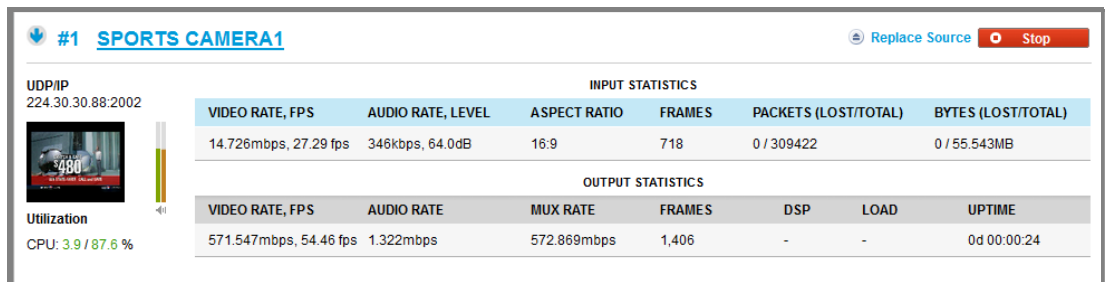 #1 SPORTS CAMERA1
Replace Source
Stop
UDP/IP
224.30.30.88:2002
INPUT STATISTICS
VIDEO RATE, FPS AUDIO RATE, LEVEL ASPECT RATIO FRAMES PACKETS (LOST/TOTAL) BYTES (LOST/TOTAL)
14.726mbps, 27.29 fps 346kbps, 64.0dB 16:9 718 0 / 309422 0 / 55.543MB
$480
OUTPUT STATISTICS
VIDEO RATE, FPS AUDIO RATE MUX RATE FRAMES DSP LOAD UPTIME
571.547mbps, 54.46 fps 1.322mbps 572.869mbps 1,406 - - 0d 00:00:24
Utilization
CPU: 3.9 / 87.6 %